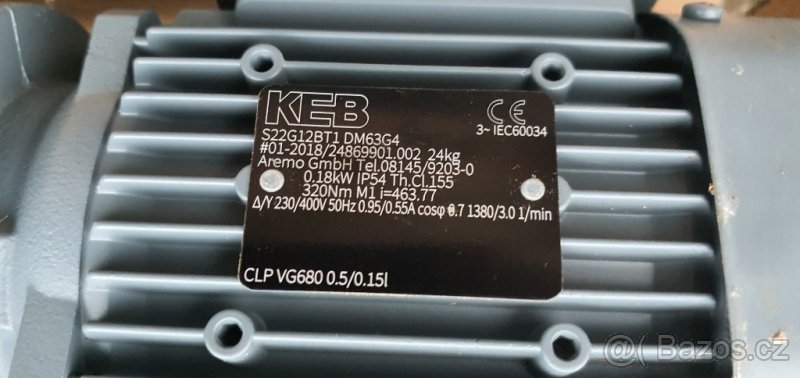 KEB
CE
3~ IEC60034
S22G12BT1 DM63G4
#01-2018/24869901.002 24kg
Aremo GmbH Tel.08145/9203-0
0.18kW IP54 Th.Cl.155
320Nm M1 i=463.77
Δ/Y 230/400V 50Hz 0.95/0.55A cosφ 0.7 1380/3.0 1/min
CLP VG680 0.5/0.15l
Bazos.cz